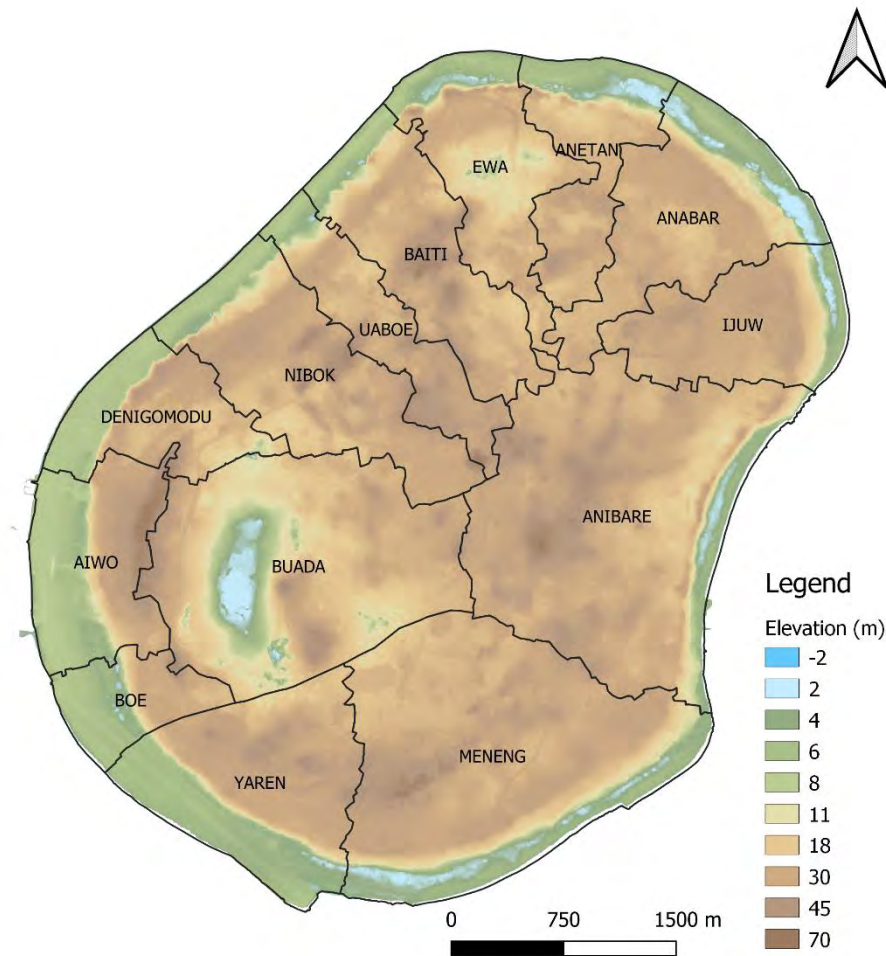 ANETAN
EWA
ANABAR
BAITI
IJUW
UABOE
NIBOK
DENIGOMODU
ANIBARE
AIWO
BUADA
BOE
MENENG
YAREN
Legend
Elevation (m)
-2
2
4
6
8
11
18
30
45
70
0 750 1500 m